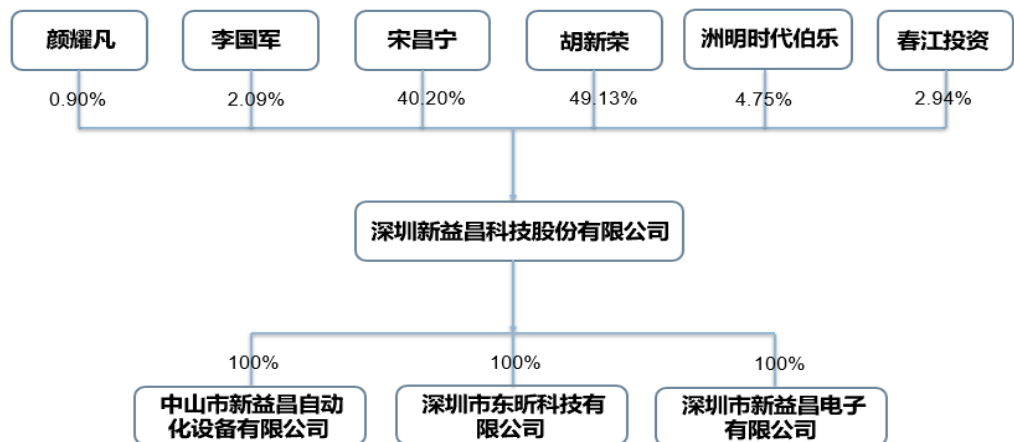 颜耀凡
李国军
宋昌宁
胡新荣
洲明时代伯乐
春江投资
0.90%
2.09%
40.20%
49.13%
4.75%
2.94%
深圳新益昌科技股份有限公司
100%
100%
100%
中山市新益昌自动
化设备有限公司
深圳市东昕科技有
限公司
深圳市新益昌电子
有限公司